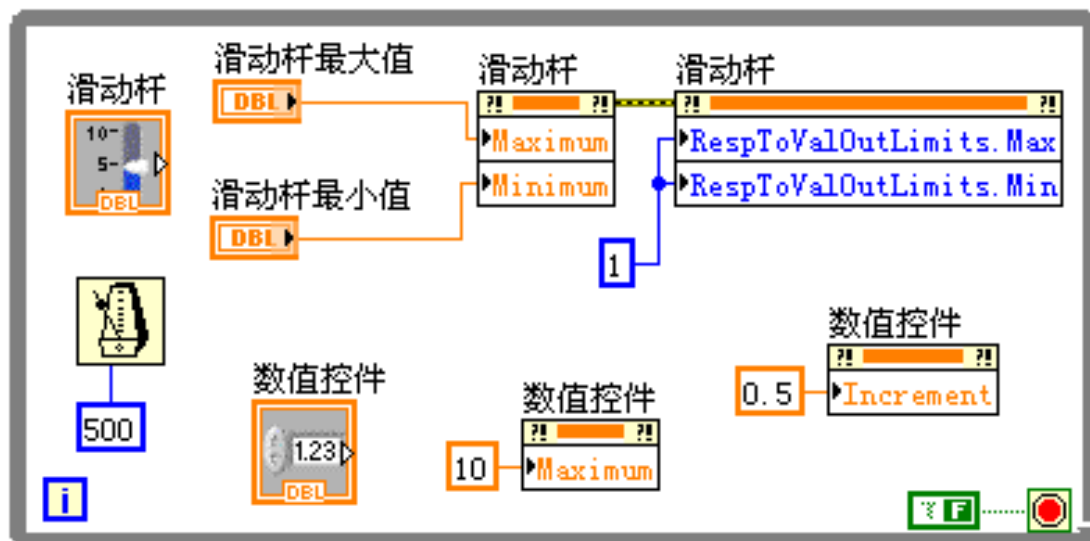 滑动杆
10
5
DBL
滑动杆最大值
DBL
滑动杆最小值
DBL
滑动杆
?! ?!
Maximum
Minimum
滑动杆
?! ?!
RespToValOutLimits.Max
RespToValOutLimits.Min
1
500
i
数值控件
1.23
DBL
数值控件
?! ?!
10
Maximum
数值控件
?! ?!
0.5
Increment
F